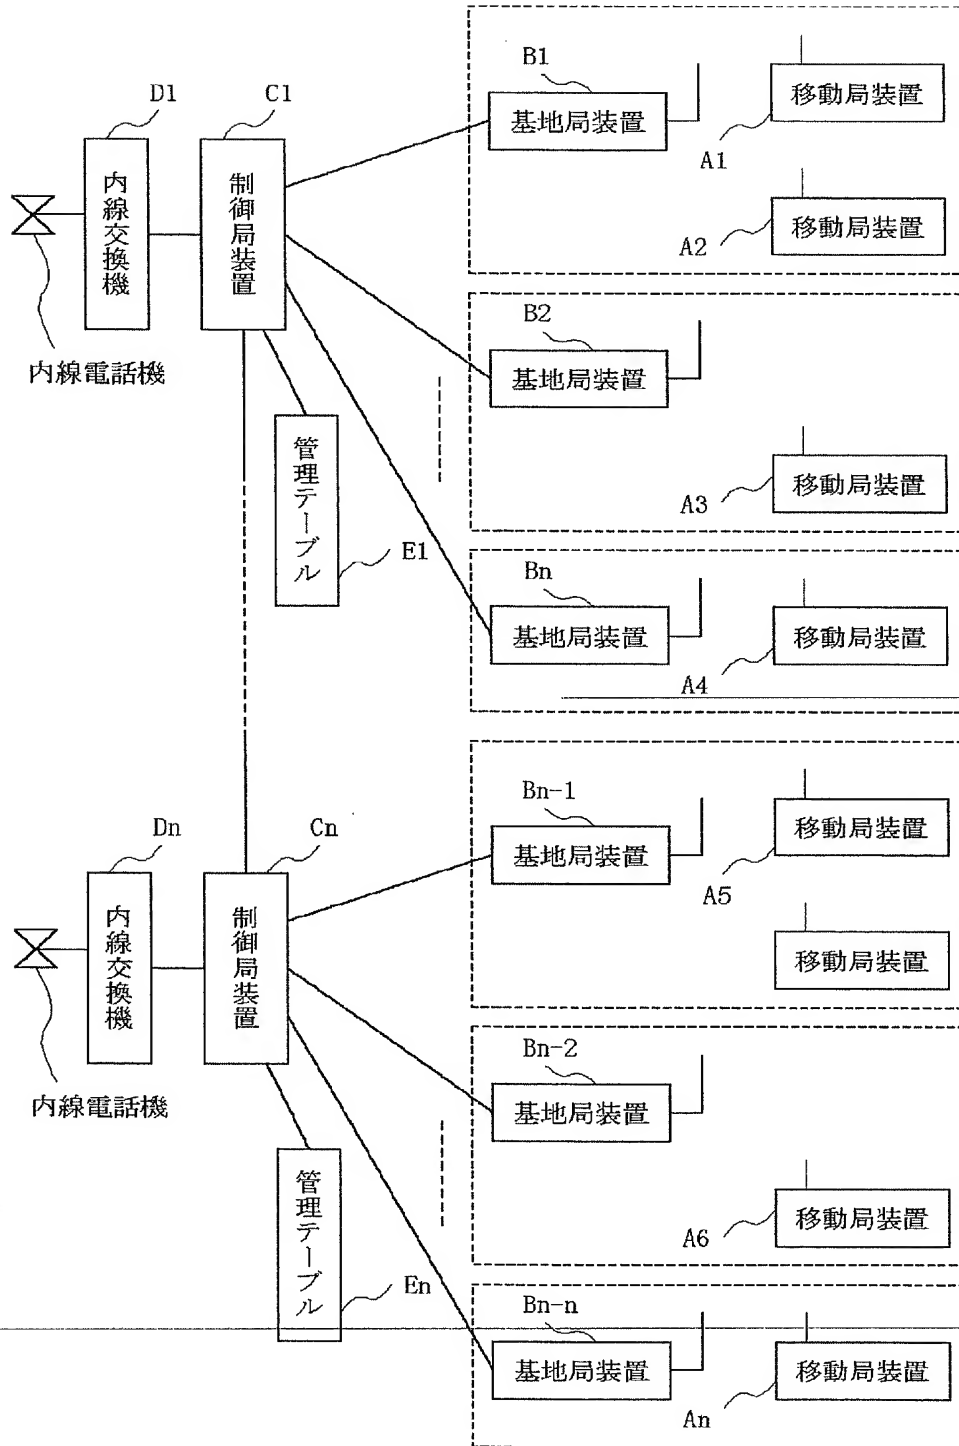 B1
基地局装置
移動局装置
A1
移動局装置
A2
D1
C1
内線交換機
制御局装置
内線電話機
B2
基地局装置
移動局装置
A3
管理テーブル
E1
Bn
基地局装置
移動局装置
A4
Bn-1
基地局装置
移動局装置
A5
移動局装置
Dn
Cn
内線交換機
制御局装置
内線電話機
Bn-2
基地局装置
移動局装置
A6
管理テーブル
En
Bn-n
基地局装置
移動局装置
An